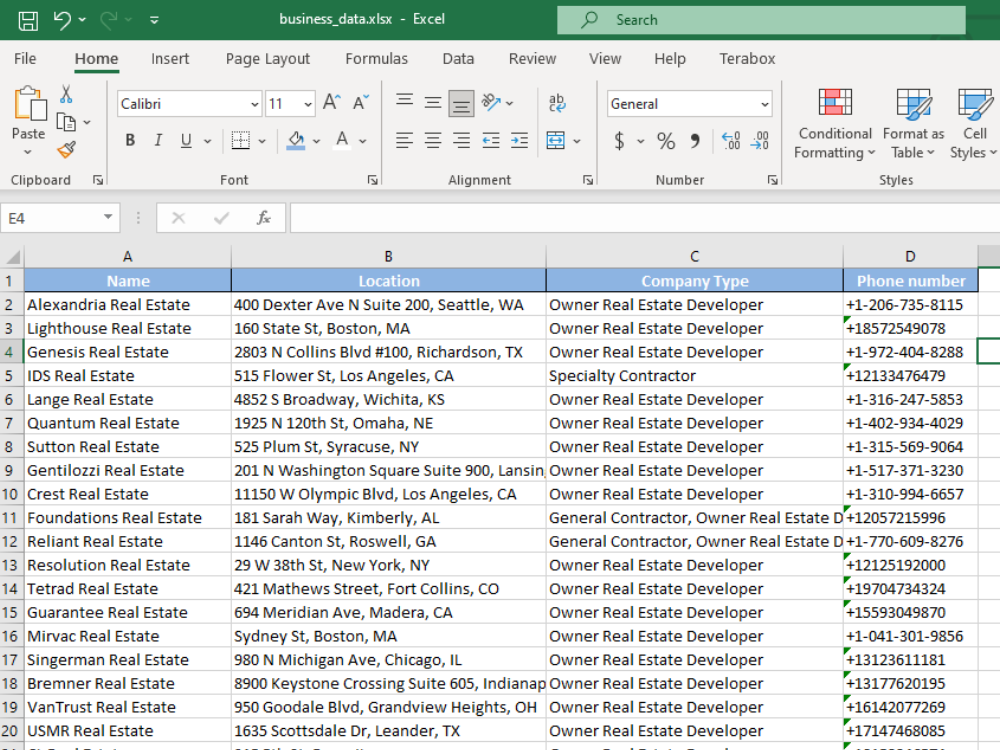 business_data.xlsx - Excel
Search
File Home Insert Page Layout Formulas Data Review View Help Terabox
Calibri 11 A A ab General
Paste B I U A $ % 9 .00 .00 Conditional Formatting Format as Table Cell Styles
Clipboard Font Alignment Number Styles
E4 fx
A B C D
1 Name Location Company Type Phone number
2 Alexandria Real Estate 400 Dexter Ave N Suite 200, Seattle, WA Owner Real Estate Developer +1-206-735-8115
3 Lighthouse Real Estate 160 State St, Boston, MA Owner Real Estate Developer +18572549078
4 Genesis Real Estate 2803 N Collins Blvd #100, Richardson, TX Owner Real Estate Developer +1-972-404-8288
5 IDS Real Estate 515 Flower St, Los Angeles, CA Specialty Contractor +12133476479
6 Lange Real Estate 4852 S Broadway, Wichita, KS Owner Real Estate Developer +1-316-247-5853
7 Quantum Real Estate 1925 N 120th St, Omaha, NE Owner Real Estate Developer +1-402-934-4029
8 Sutton Real Estate 525 Plum St, Syracuse, NY Owner Real Estate Developer +1-315-569-9064
9 Gentilozzi Real Estate 201 N Washington Square Suite 900, Lansin Owner Real Estate Developer +1-517-371-3230
10 Crest Real Estate 11150 W Olympic Blvd, Los Angeles, CA Owner Real Estate Developer +1-310-994-6657
11 Foundations Real Estate 181 Sarah Way, Kimberly, AL General Contractor, Owner Real Estate D +12057215996
12 Reliant Real Estate 1146 Canton St, Roswell, GA General Contractor, Owner Real Estate D +1-770-609-8276
13 Resolution Real Estate 29 W 38th St, New York, NY Owner Real Estate Developer +12125192000
14 Tetrad Real Estate 421 Mathews Street, Fort Collins, CO Owner Real Estate Developer +19704734324
15 Guarantee Real Estate 694 Meridian Ave, Madera, CA Owner Real Estate Developer +15593049870
16 Mirvac Real Estate Sydney St, Boston, MA Owner Real Estate Developer +1-041-301-9856
17 Singerman Real Estate 980 N Michigan Ave, Chicago, IL Owner Real Estate Developer +13123611181
18 Bremner Real Estate 8900 Keystone Crossing Suite 605, Indianap Owner Real Estate Developer +13177620195
19 VanTrust Real Estate 950 Goodale Blvd, Grandview Heights, OH Owner Real Estate Developer +16142077269
20 USMR Real Estate 1635 Scottsdale Dr, Leander, TX Owner Real Estate Developer +17147468085